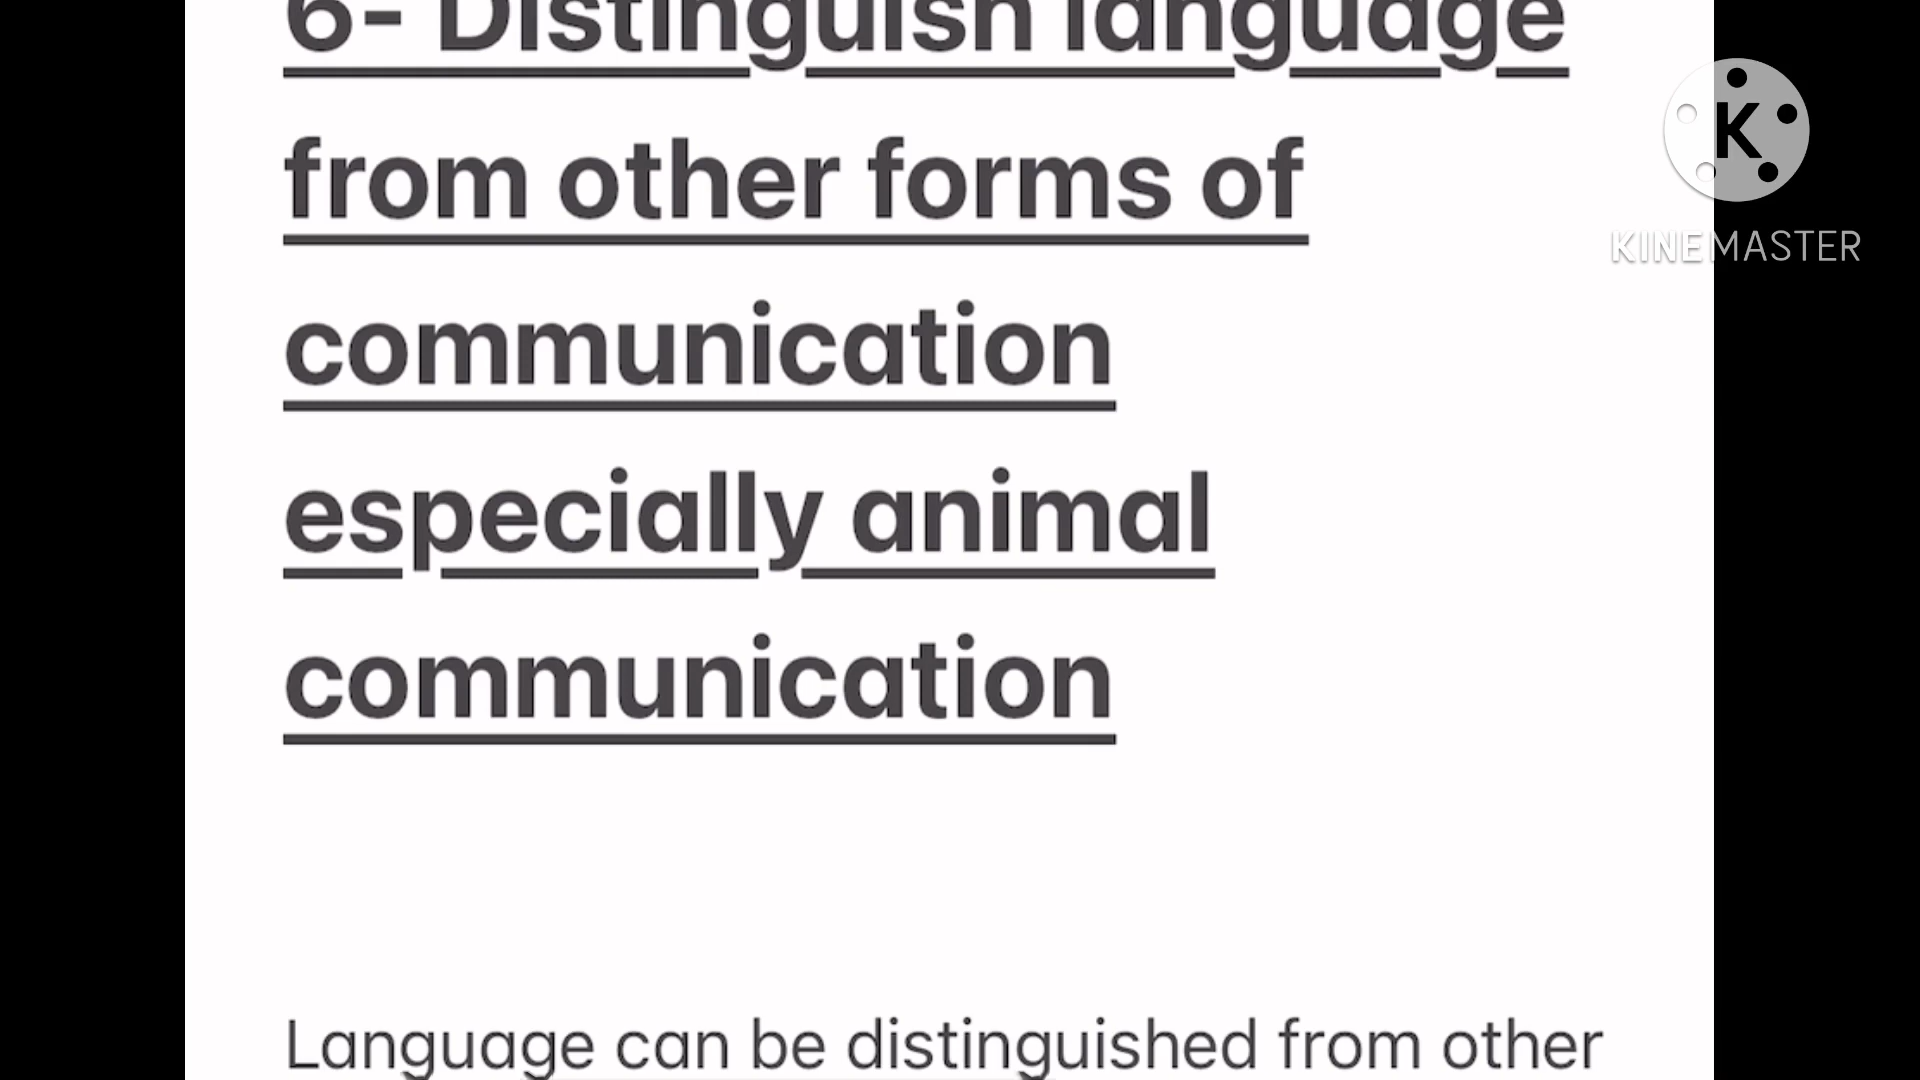 6- Distinguish language
from other forms of
communication
especially animal
communication
K
KINEMASTER
Language can be distinguished from other